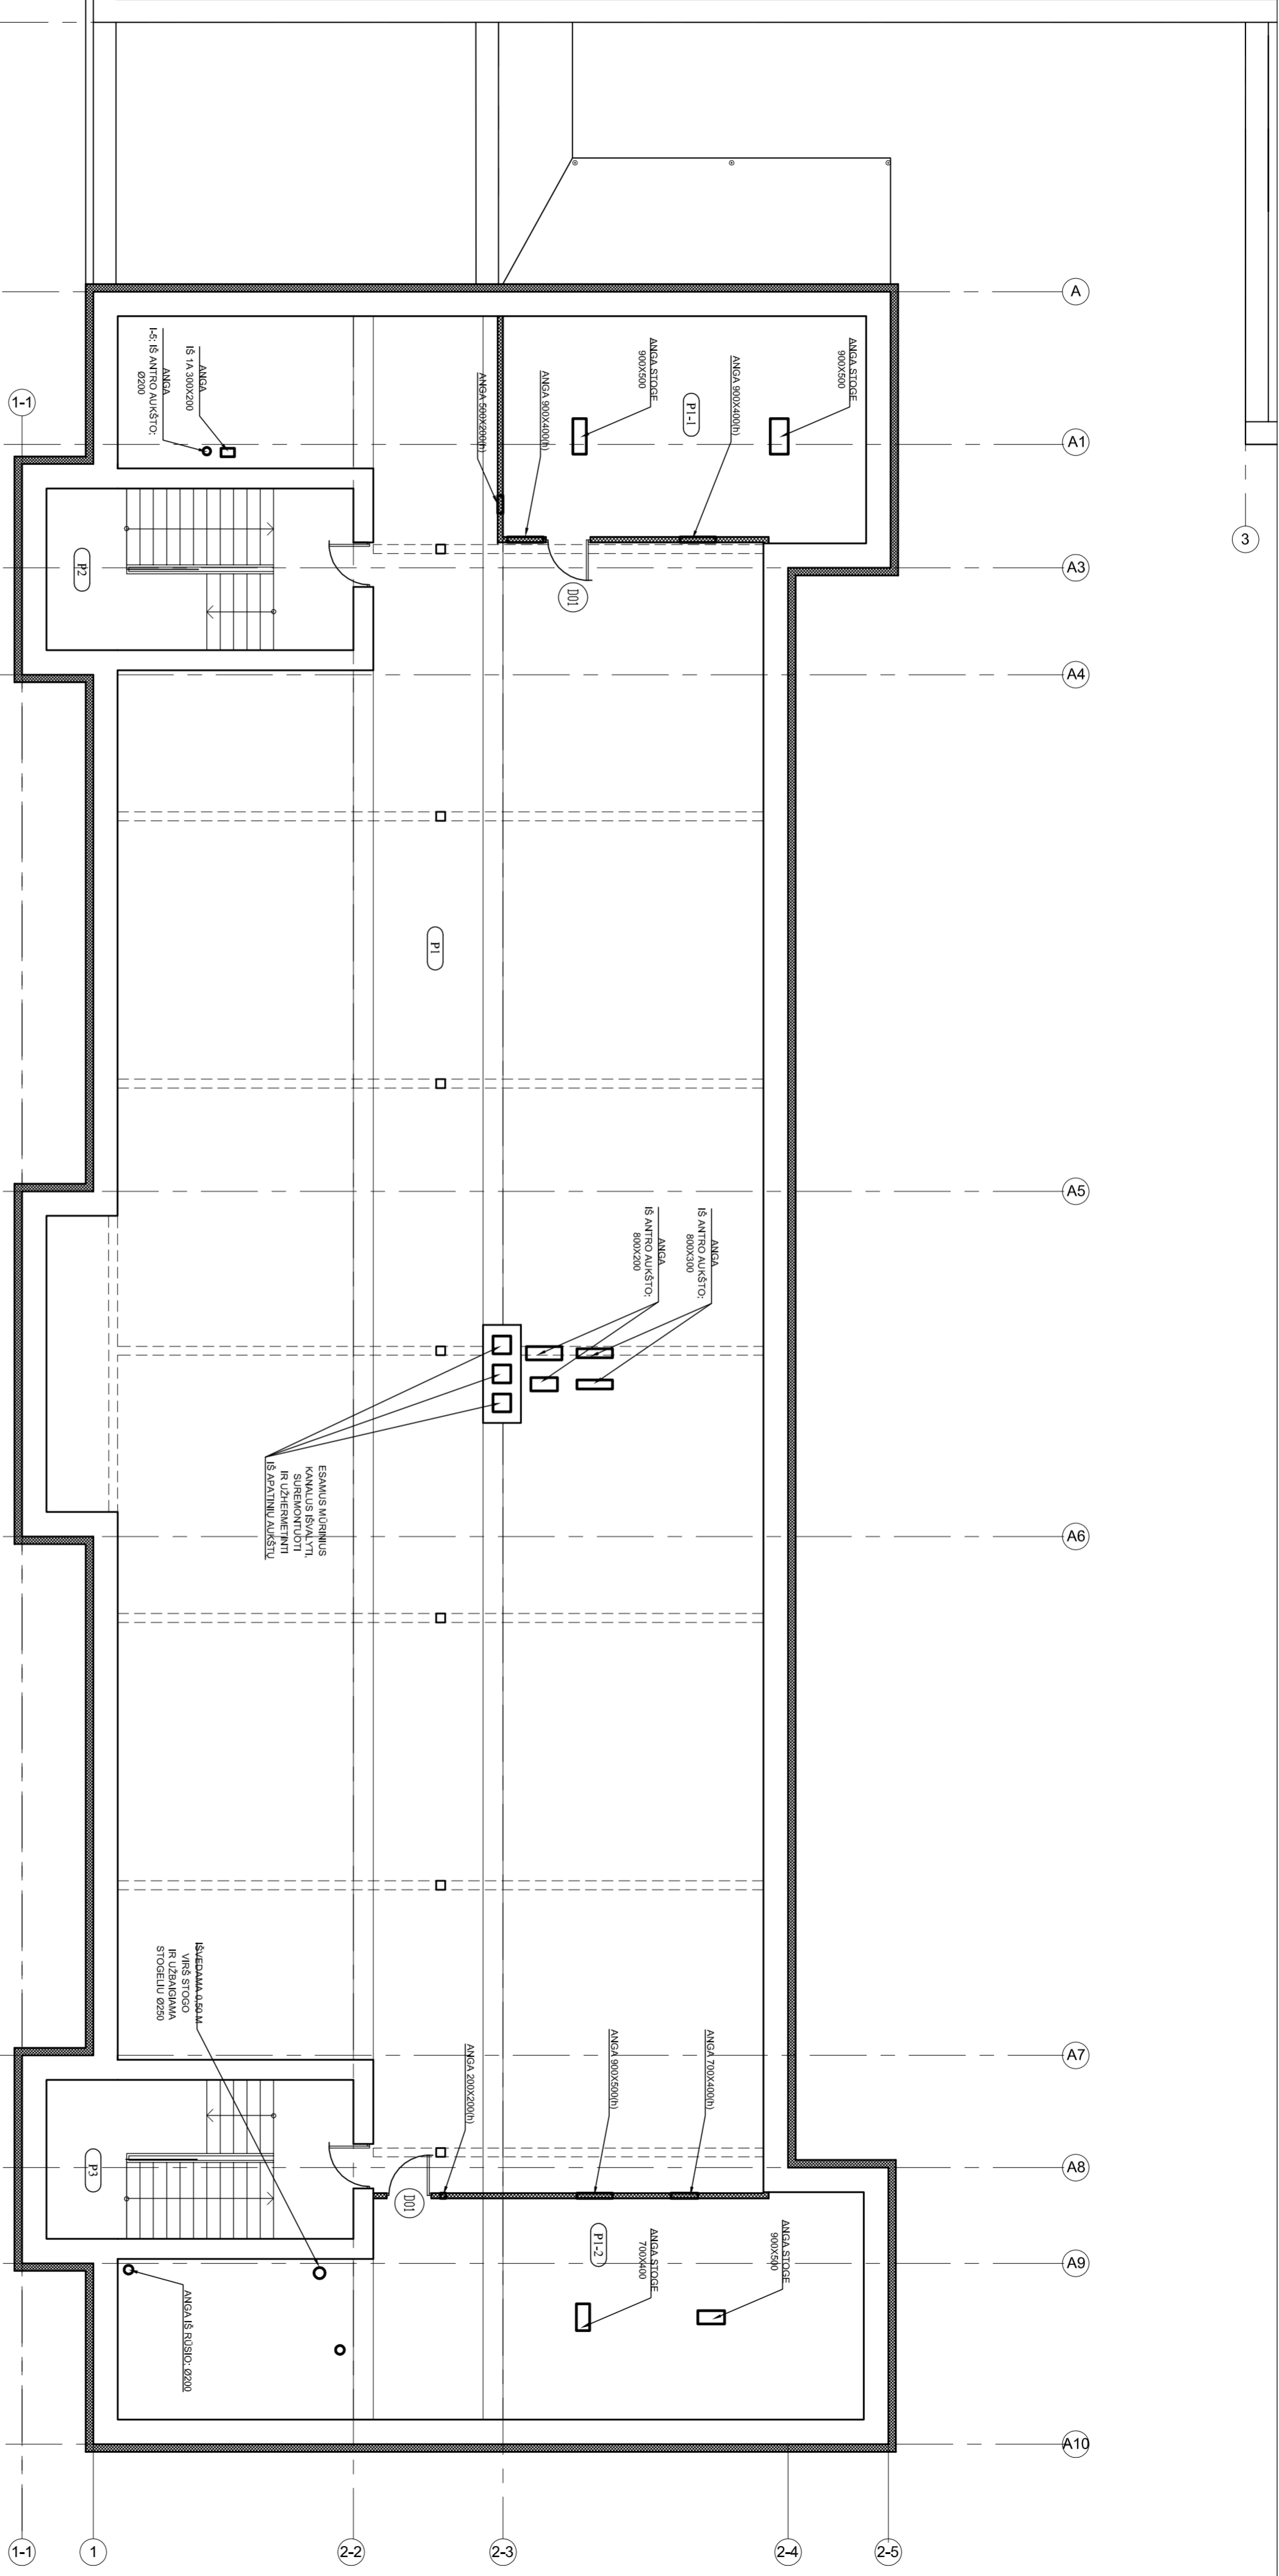 A
1-1
A1
3
A3
A4
A5
A6
A7
A8
A9
A10
1-1
1
2-2
2-3
2-4
2-5
ANGA STOGE
900X500
ANGA 900X400(h)
P1-1
ANGA STOGE
900X500
ANGA 900X400(h)
ANGA 500X200(h)
ANGA
IŠ 1A 300X200
ANGA
I-5; IŠ ANTRO AUKŠTO;
Ø200
P2
D01
P1
ANGA
IŠ ANTRO AUKŠTO;
800X300
ANGA
IŠ ANTRO AUKŠTO;
800X200
ESAMUS MŪRINIUS
KANALUS IŠVALYTI,
SUREMONTUOTI
IR UŽHERMETINTI
IŠ APATINIŲ AUKŠTŲ
IŠVEDAMA 0,50 M
VIRŠ STOGO
IR UŽBAIGIAMA
STOGELIU Ø250
ANGA 700X400(h)
ANGA 900X500(h)
ANGA 200X200(h)
P3
D01
P1-2
ANGA STOGE
900X500
ANGA STOGE
700X400
ANGA IŠ RŪSIO; Ø200